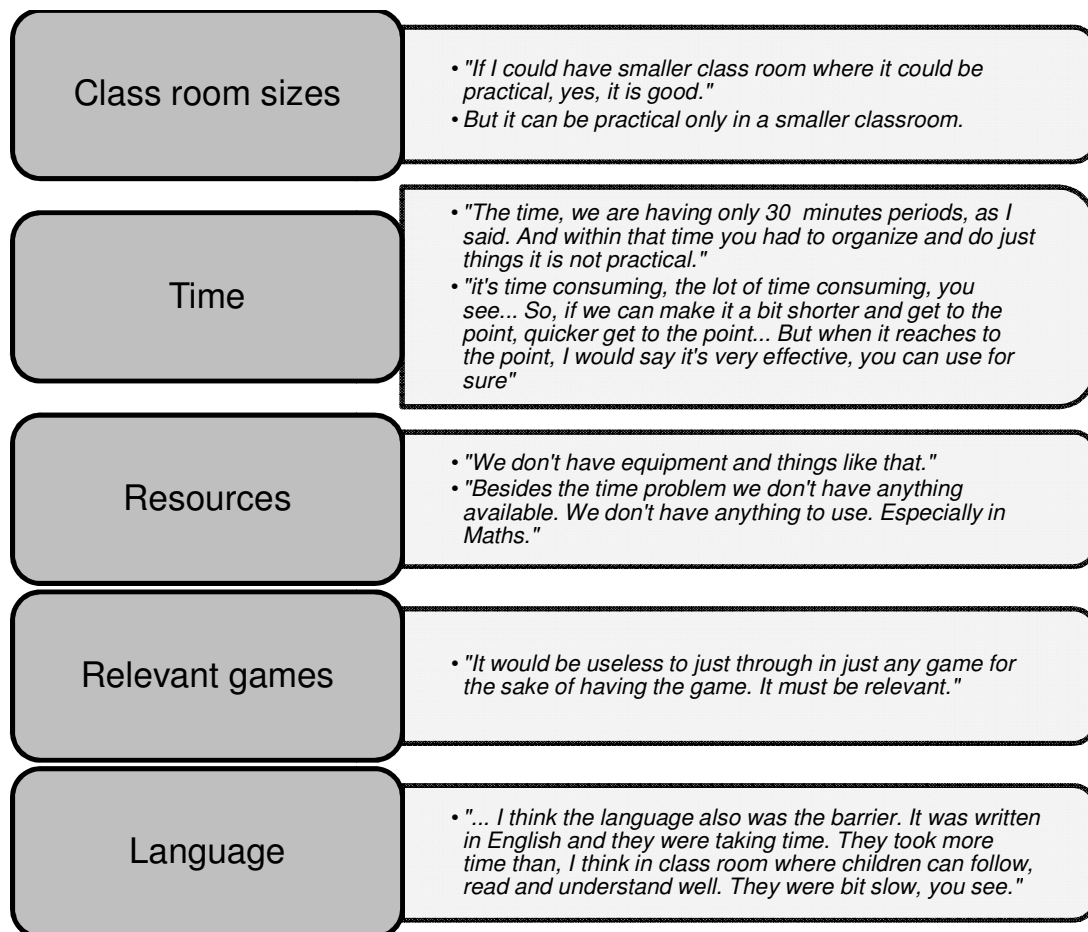 Class room sizes
• "If I could have smaller class room where it could be
practical, yes, it is good."
• But it can be practical only in a smaller classroom.
Time
• "The time, we are having only 30 minutes periods, as I
said. And within that time you had to organize and do just
things it is not practical."
• "it's time consuming, the lot of time consuming, you
see... So, if we can make it a bit shorter and get to the
point, quicker get to the point... But when it reaches to
the point, I would say it's very effective, you can use for
sure"
Resources
• "We don't have equipment and things like that."
• "Besides the time problem we don't have anything
available. We don't have anything to use. Especially in
Maths."
Relevant games
• "It would be useless to just through in just any game for
the sake of having the game. It must be relevant."
Language
• "... I think the language also was the barrier. It was written
in English and they were taking time. They took more
time than, I think in class room where children can follow,
read and understand well. They were bit slow, you see."